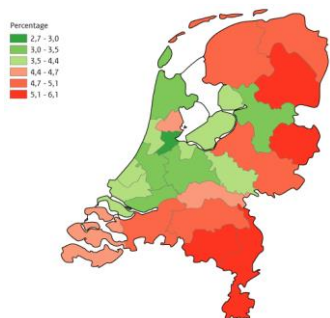 Percentage
2,7 - 3,0
3,0 - 3,5
3,5 - 4,4
4,4 - 4,7
4,7 - 5,1
5,1 - 6,1